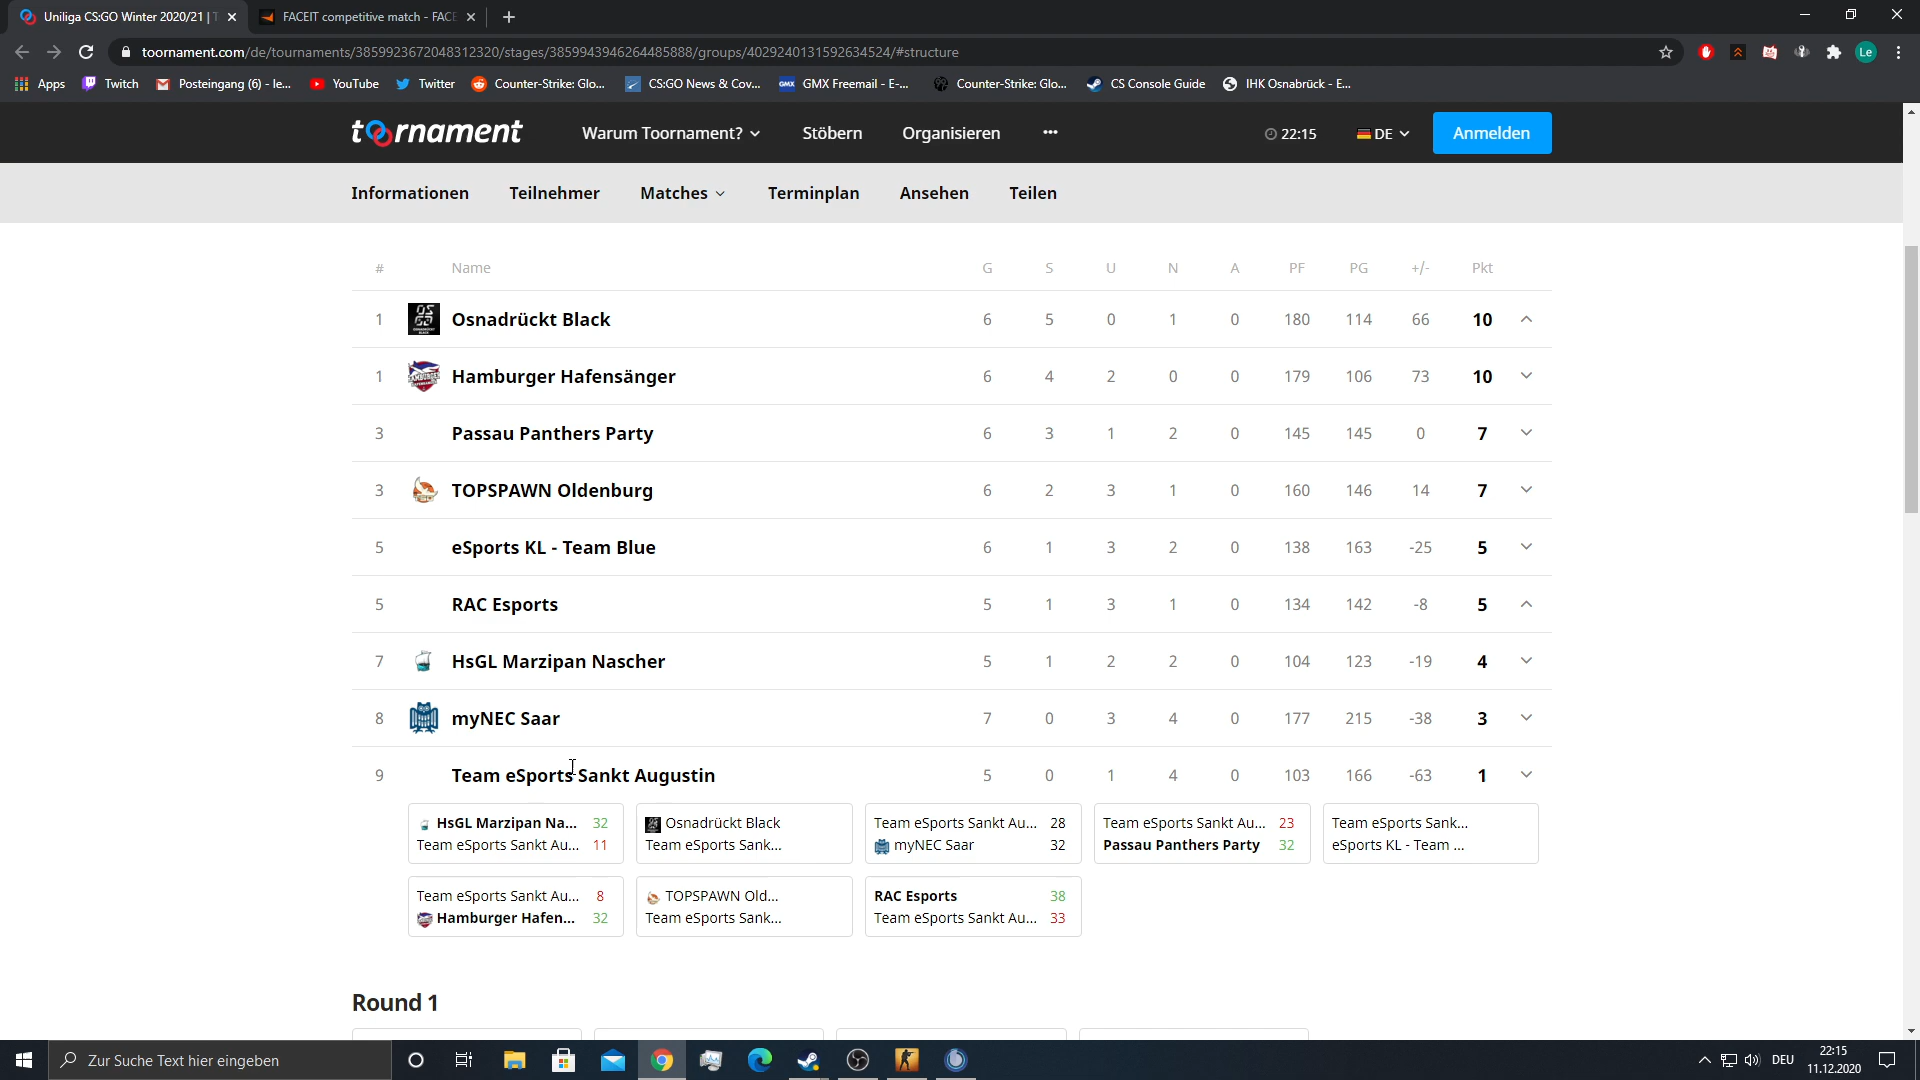 Uniliga CS:GO Winter 2020/21 | T
FACEIT competitive match - FACE
toornament.com/de/tournaments/3859923672048312320/stages/3859943946264485888/groups/4029240131592634524/#structure
Le
Apps
Twitch
Posteingang (6) - le...
YouTube
Twitter
Counter-Strike: Glo...
CS:GO News & Cov...
GMX Freemail - E-...
Counter-Strike: Glo...
CS Console Guide
IHK Osnabrück - E...
toornament
Warum Toornament?
Stöbern
Organisieren
•••
22:15
DE
Anmelden
Informationen
Teilnehmer
Matches
Terminplan
Ansehen
Teilen
# Name G S U N A PF PG +/- Pkt
1 Osnadrückt Black 6 5 0 1 0 180 114 66 10
1 Hamburger Hafensänger 6 4 2 0 0 179 106 73 10
3 Passau Panthers Party 6 3 1 2 0 145 145 0 7
3 TOPSPAWN Oldenburg 6 2 3 1 0 160 146 14 7
5 eSports KL - Team Blue 6 1 3 2 0 138 163 -25 5
5 RAC Esports 5 1 3 1 0 134 142 -8 5
7 HsGL Marzipan Nascher 5 1 2 2 0 104 123 -19 4
8 myNEC Saar 7 0 3 4 0 177 215 -38 3
9 Team eSports Sankt Augustin 5 0 1 4 0 103 166 -63 1
HsGL Marzipan Na... 32
Team eSports Sankt Au... 11
Osnadrückt Black
Team eSports Sank...
Team eSports Sankt Au... 28
myNEC Saar 32
Team eSports Sankt Au... 23
Passau Panthers Party 32
Team eSports Sank...
eSports KL - Team ...
Team eSports Sankt Au... 8
Hamburger Hafen... 32
TOPSPAWN Old...
Team eSports Sank...
RAC Esports 38
Team eSports Sankt Au... 33
Round 1
Zur Suche Text hier eingeben
DEU
22:15
11.12.2020